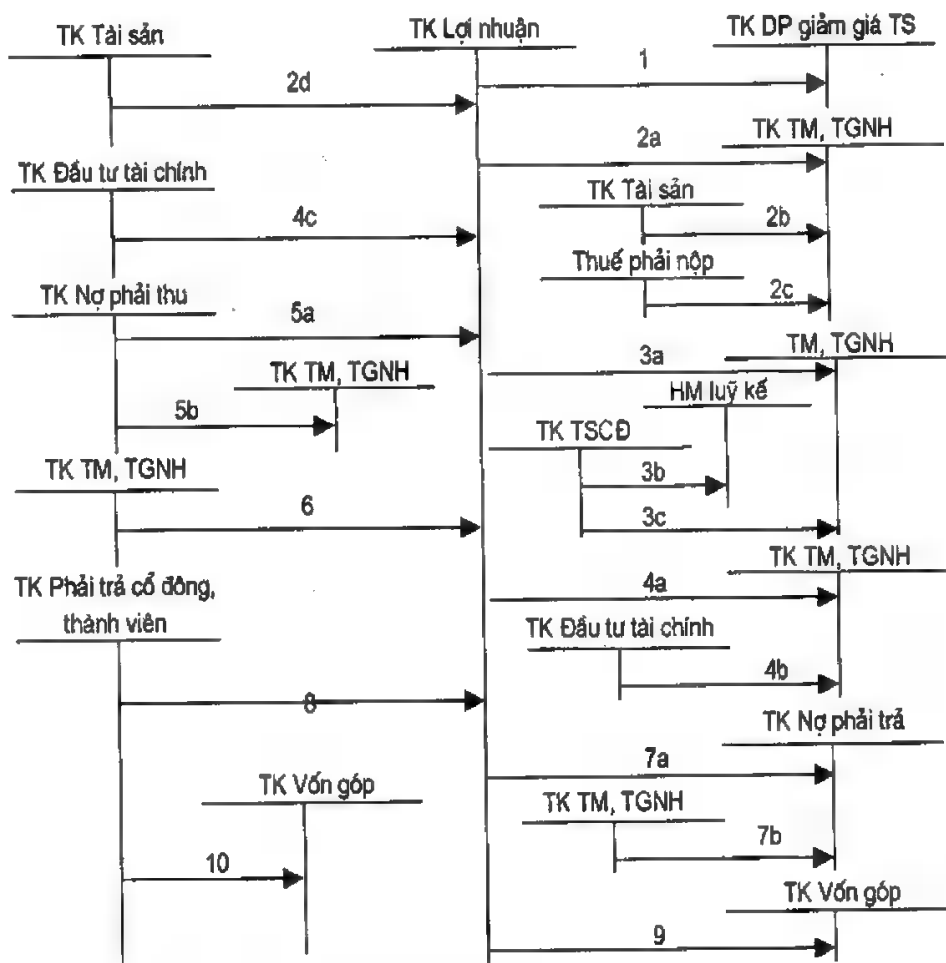 TK Tài sản
TK Lợi nhuận
TK DP giảm giá TS
1
2d
TK TM, TGNH
2a
TK Đầu tư tài chính
TK Tài sản
4c
2b
Thuế phải nộp
TK Nợ phải thu
2c
5a
TM, TGNH
3a
TK TM, TGNH
HM luỹ kế
5b
TK TSCĐ
TK TM, TGNH
3b
6
3c
TK TM, TGNH
TK Phải trả cổ đông,
thành viên
4a
TK Đầu tư tài chính
4b
8
TK Nợ phải trả
7a
TK Vốn góp
TK TM, TGNH
7b
10
TK Vốn góp
9